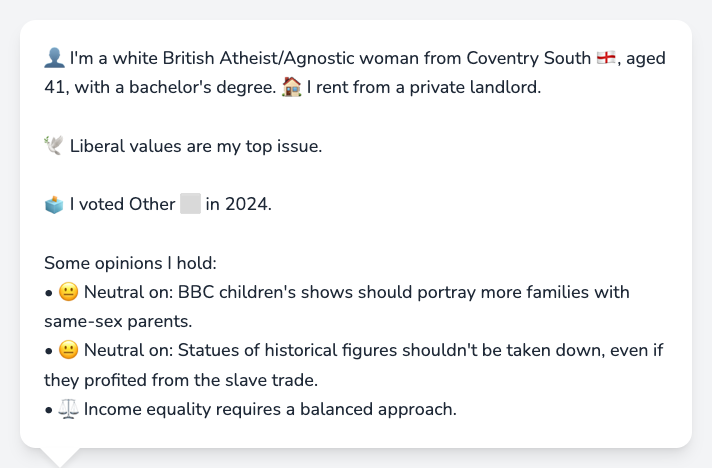 👤 I'm a white British Atheist/Agnostic woman from Coventry South 🏴󠁧󠁢󠁥󠁮󠁧󠁿, aged
41, with a bachelor's degree. 🏠 I rent from a private landlord.
🕊️ Liberal values are my top issue.
🗳️ I voted Other ⬜ in 2024.
Some opinions I hold:
• 😐 Neutral on: BBC children's shows should portray more families with
same-sex parents.
• 😐 Neutral on: Statues of historical figures shouldn't be taken down, even if
they profited from the slave trade.
• ⚖️ Income equality requires a balanced approach.